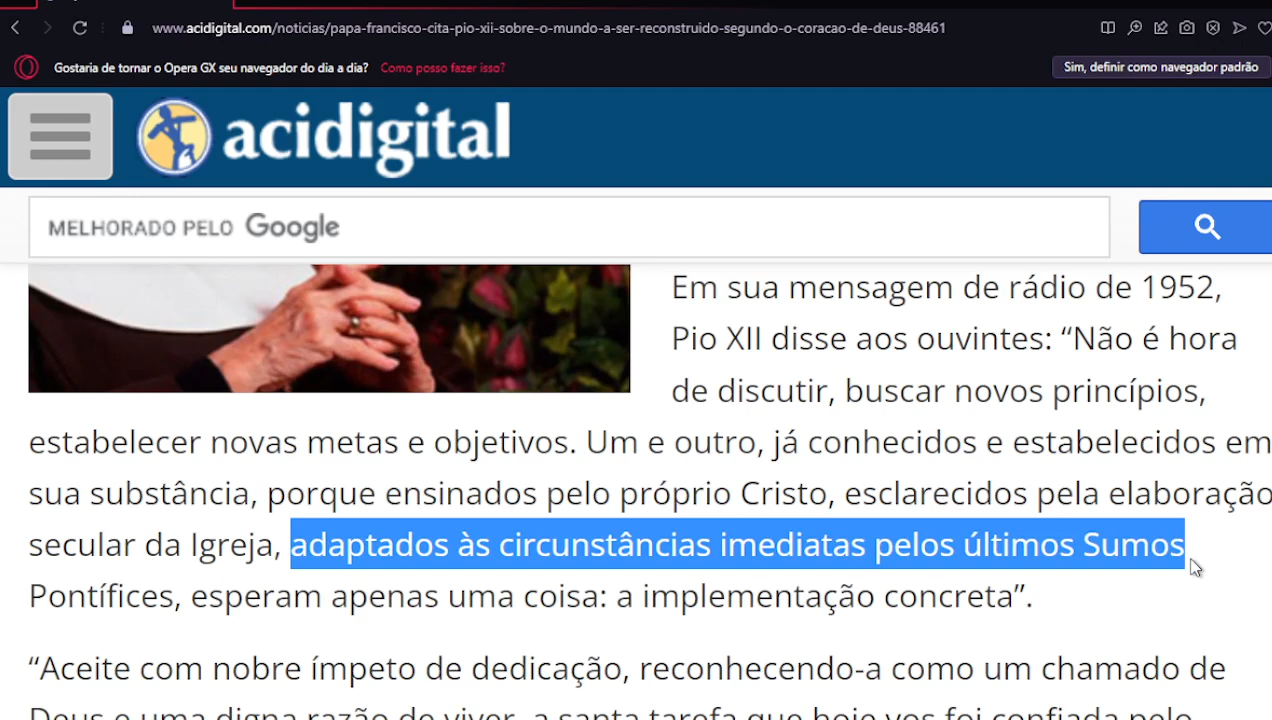 www.acidigital.com/noticias/papa-francisco-cita-pio-xii-sobre-o-mundo-a-ser-reconstruido-segundo-o-coracao-de-deus-88461
Gostaria de tornar o Opera GX seu navegador do dia a dia? Como posso fazer isso? Sim, definir como navegador padrão
acidigital
MELHORADO PELO Google
Em sua mensagem de rádio de 1952,
Pio XII disse aos ouvintes: “Não é hora
de discutir, buscar novos princípios,
estabelecer novas metas e objetivos. Um e outro, já conhecidos e estabelecidos em
sua substância, porque ensinados pelo próprio Cristo, esclarecidos pela elaboração
secular da Igreja, adaptados às circunstâncias imediatas pelos últimos Sumos
Pontífices, esperam apenas uma coisa: a implementação concreta”.
“Aceite com nobre ímpeto de dedicação, reconhecendo-a como um chamado de
Deus e uma digna razão de viver, a santa tarefa que hoje vos foi confiada pelo